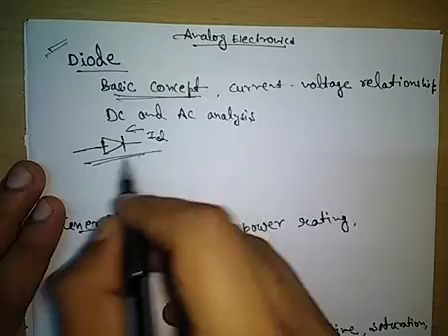 Analog Electronics
Diode
Basic concept, current - voltage relationship
DC and AC analysis
Id
power rating,
saturation,